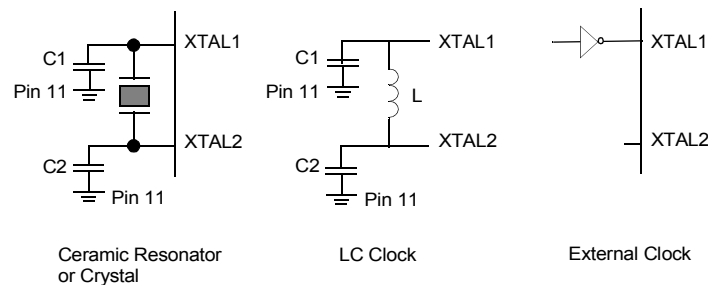 C1
XTAL1
Pin 11
XTAL2
C2
Pin 11
Ceramic Resonator
or Crystal
C1
XTAL1
Pin 11
L
XTAL2
C2
Pin 11
LC Clock
XTAL1
XTAL2
External Clock